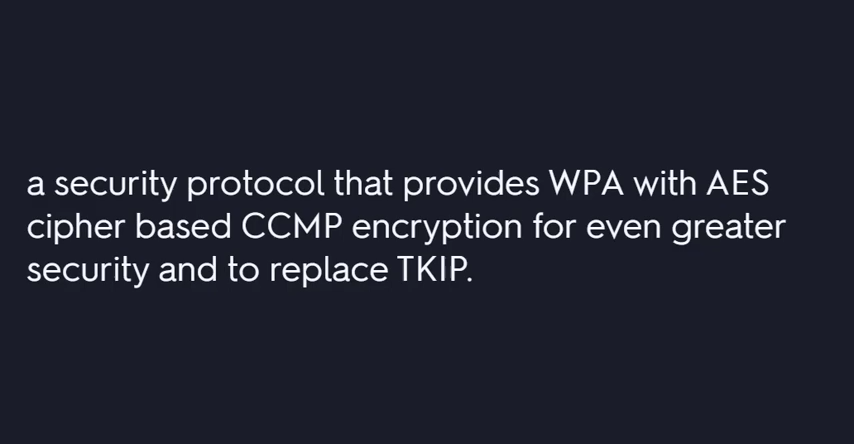 a security protocol that provides WPA with AES
cipher based CCMP encryption for even greater
security and to replace TKIP.